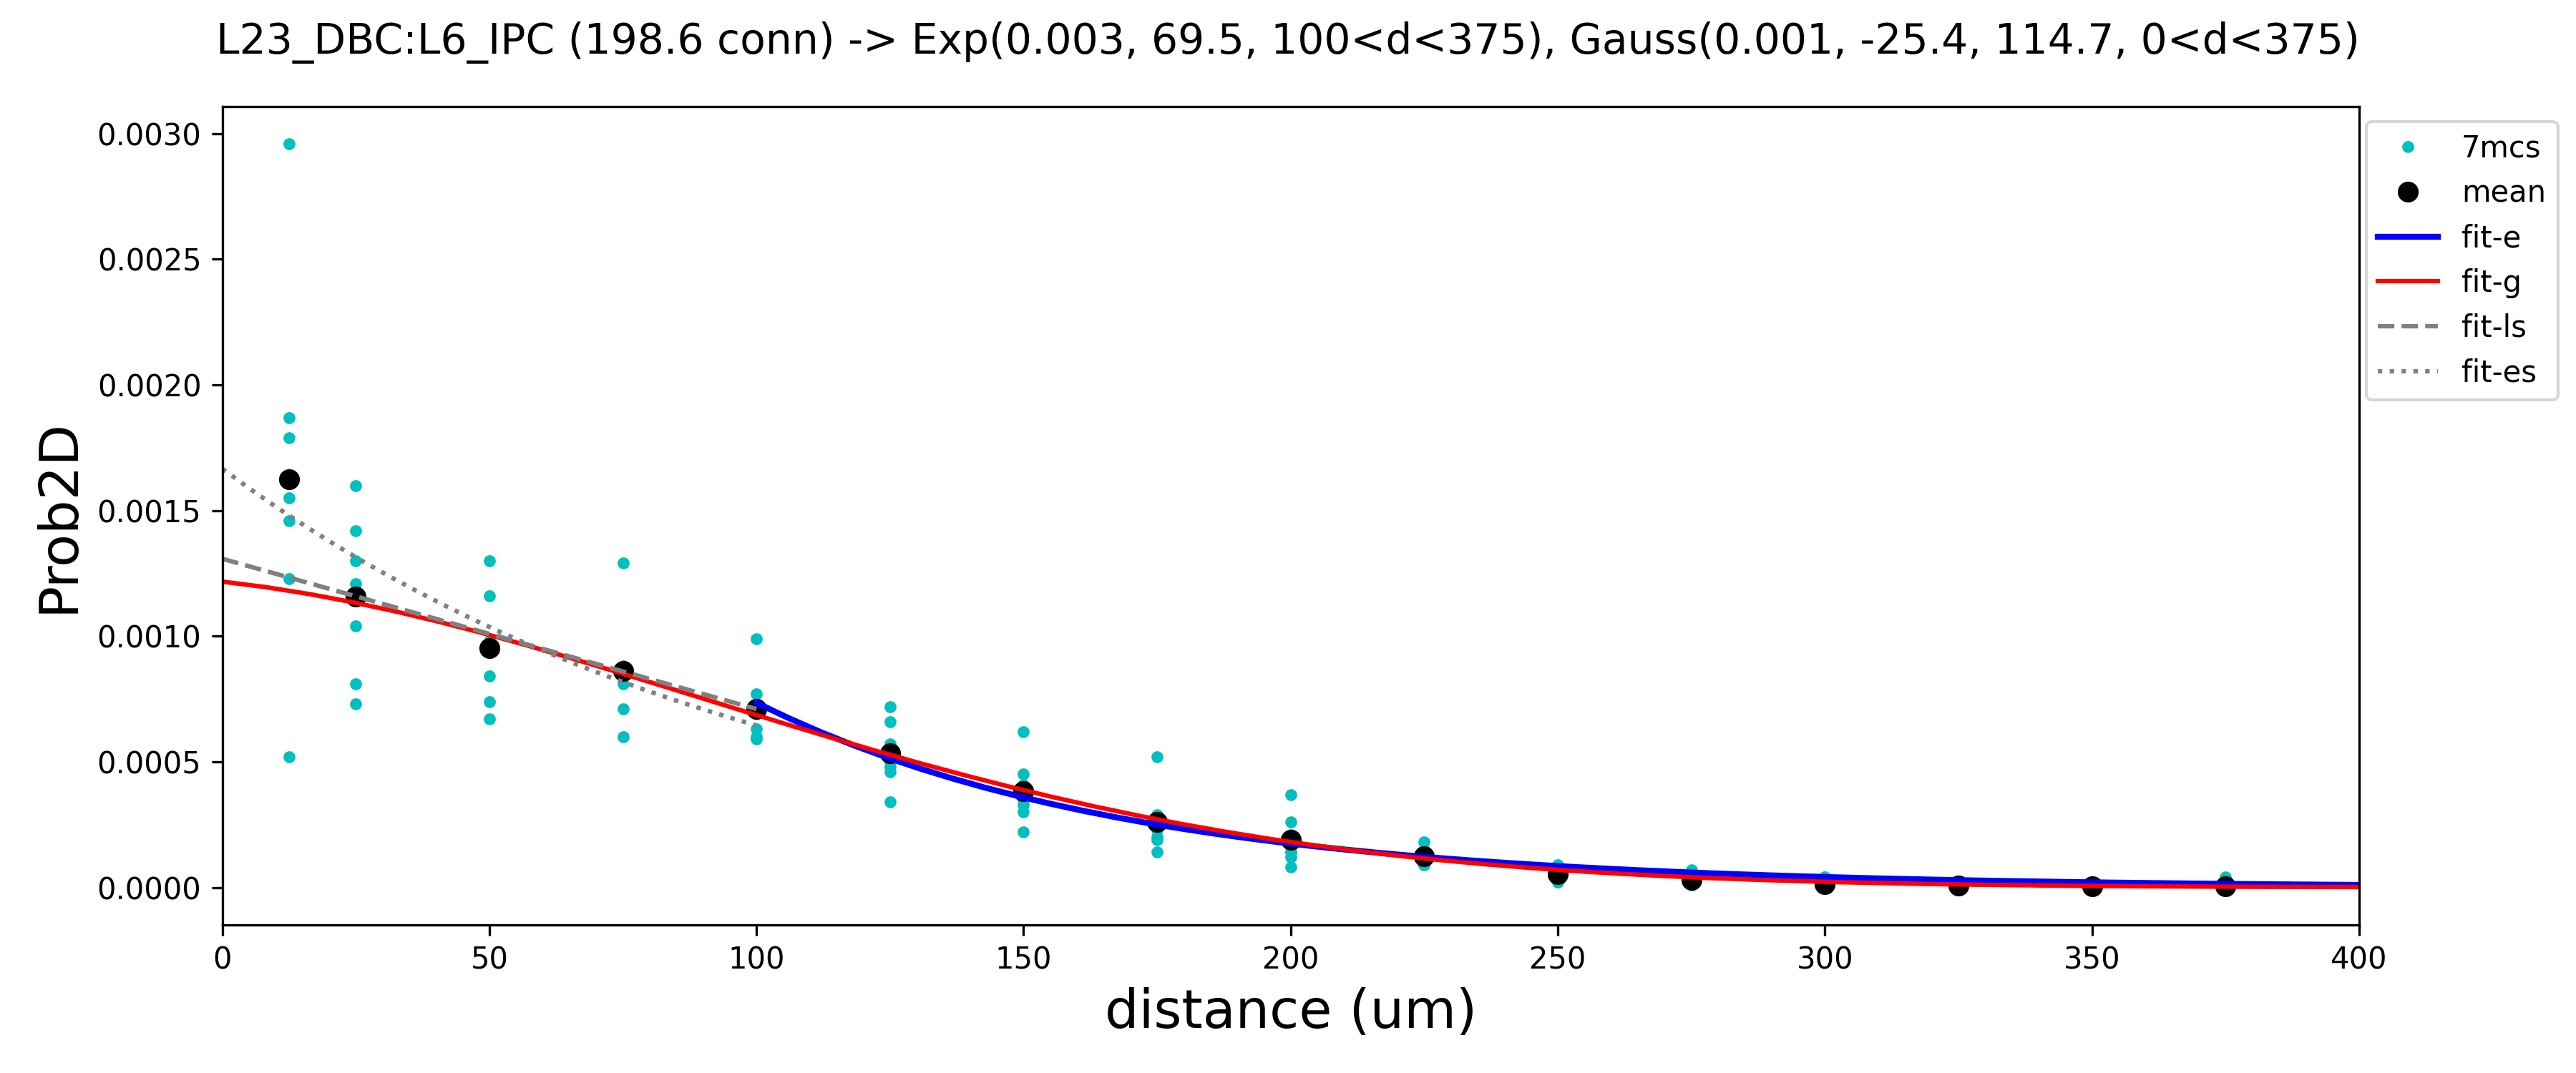 L23_DBC:L6_IPC (198.6 conn) -> Exp(0.003, 69.5, 100<d<375), Gauss(0.001, -25.4, 114.7, 0<d<375)
0.0030
0.0025
0.0020
0.0015
0.0010
0.0005
0.0000
Prob2D
0 50 100 150 200 250 300 350 400
distance (um)
7mcs
mean
fit-e
fit-g
fit-ls
fit-es